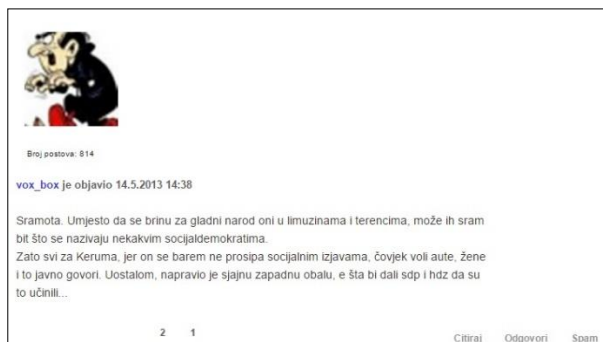 Broj postova: 814
vox_box je objavio 14.5.2013 14:38
Sramota. Umjesto da se brinu za gladni narod oni u limuzinama i terencima, može ih sram
bit što se nazivaju nekakvim socijaldemokratima.
Zato svi za Keruma, jer on se barem ne prosipa socijalnim izjavama, čovjek voli aute, žene
i to javno govori. Uostalom, napravio je sjajnu zapadnu obalu, e šta bi dali sdp i hdz da su
to učinili...
2 1
Citiraj Odgovori Spam